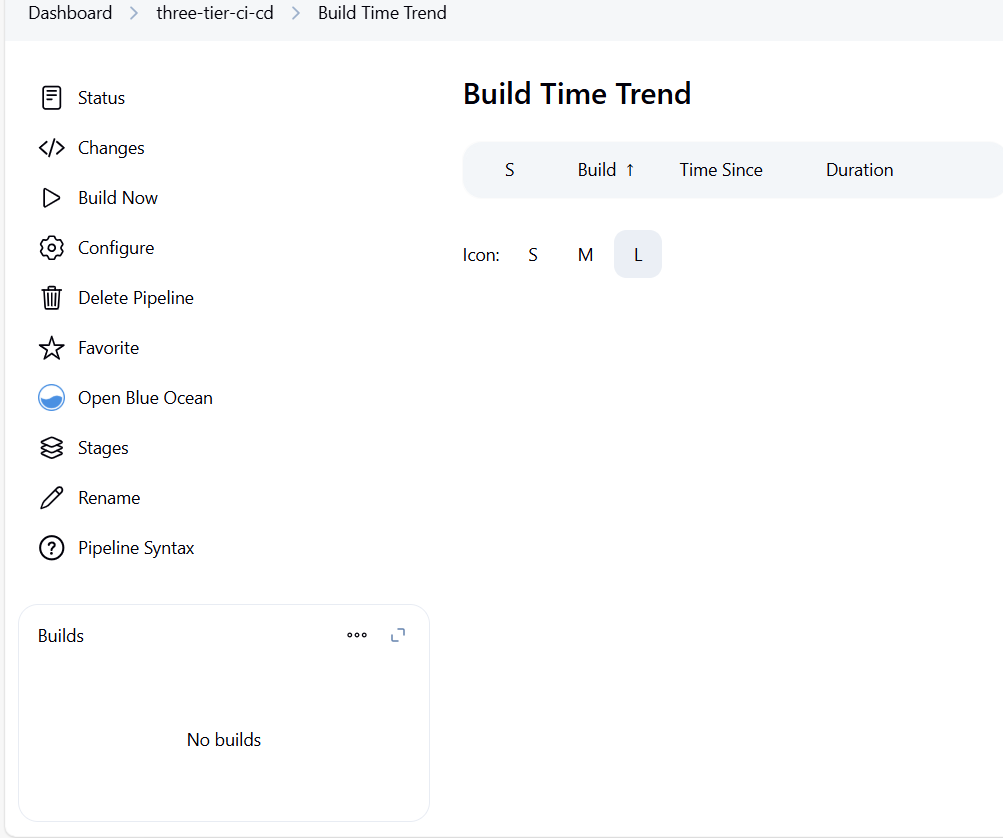 Dashboard > three-tier-ci-cd > Build Time Trend
Status
Changes
Build Now
Configure
Delete Pipeline
Favorite
Open Blue Ocean
Stages
Rename
Pipeline Syntax
Builds
No builds
Build Time Trend
S Build ↑ Time Since Duration
Icon: S M L